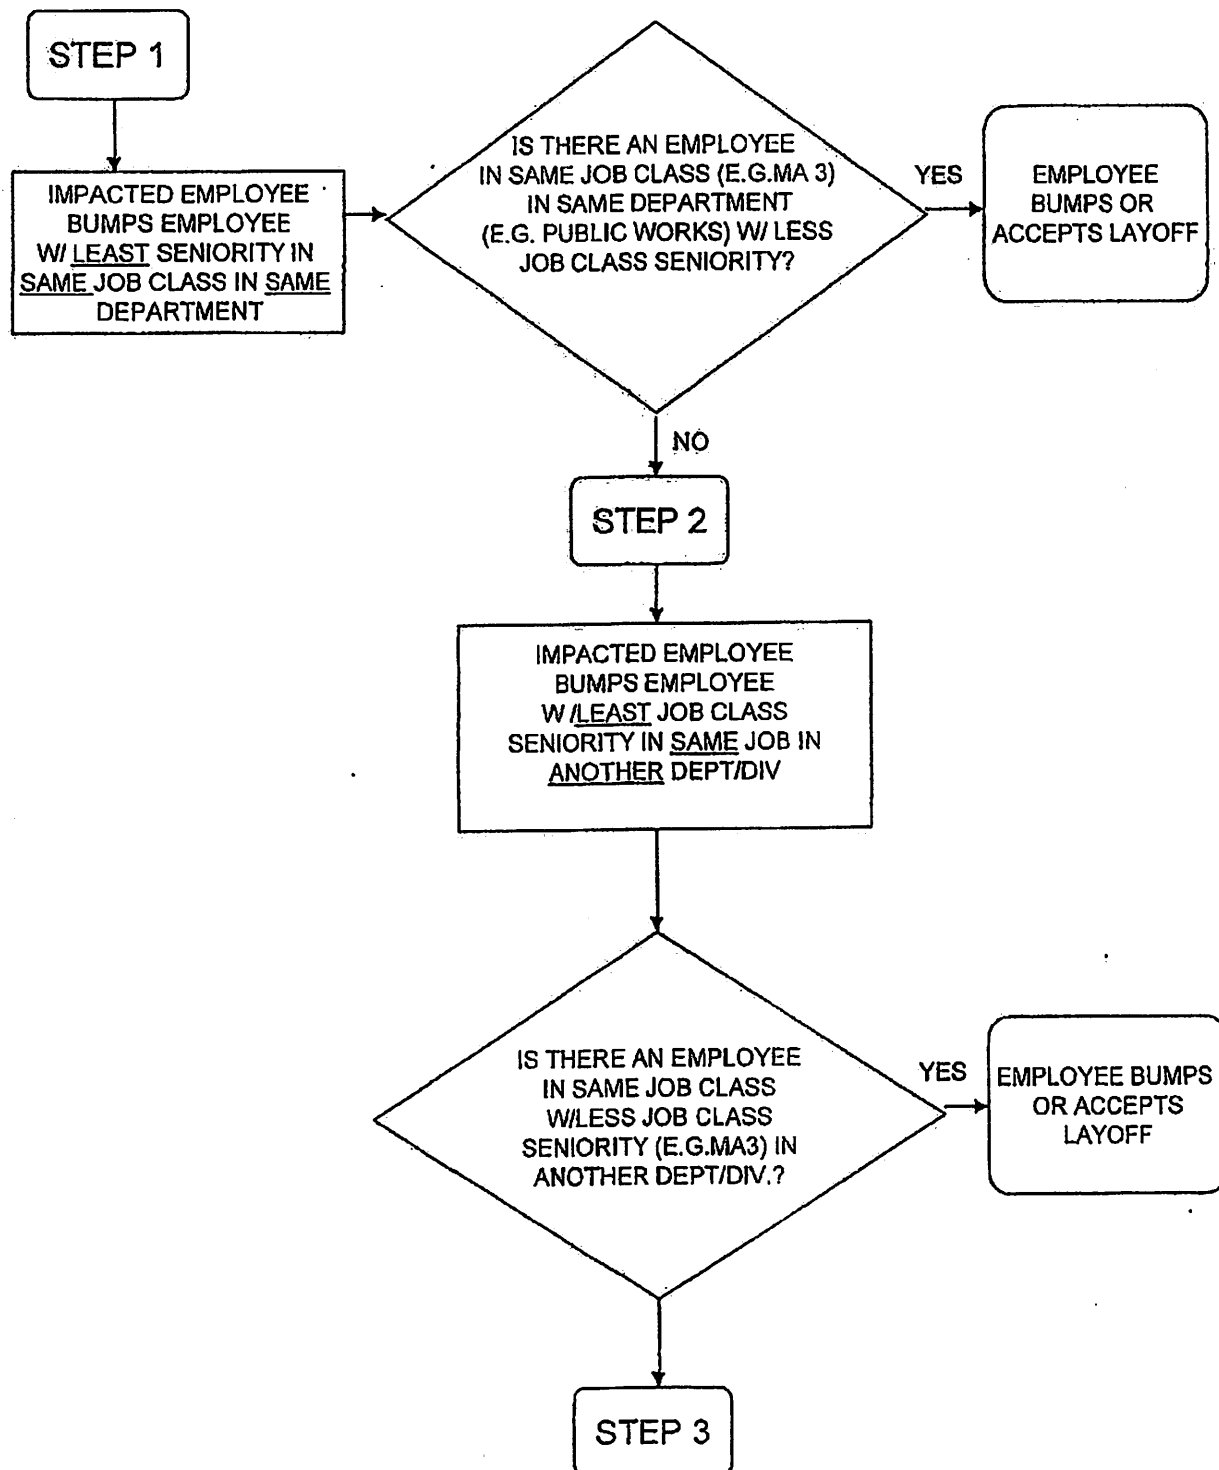 STEP 1
IMPACTED EMPLOYEE
BUMPS EMPLOYEE
W/ LEAST SENIORITY IN
SAME JOB CLASS IN SAME
DEPARTMENT
IS THERE AN EMPLOYEE
IN SAME JOB CLASS (E.G.MA 3)
IN SAME DEPARTMENT
(E.G. PUBLIC WORKS) W/ LESS
JOB CLASS SENIORITY?
YES
EMPLOYEE
BUMPS OR
ACCEPTS LAYOFF
NO
STEP 2
IMPACTED EMPLOYEE
BUMPS EMPLOYEE
W/LEAST JOB CLASS
SENIORITY IN SAME JOB IN
ANOTHER DEPT/DIV
IS THERE AN EMPLOYEE
IN SAME JOB CLASS
W/LESS JOB CLASS
SENIORITY (E.G.MA3) IN
ANOTHER DEPT/DIV.?
YES
EMPLOYEE BUMPS
OR ACCEPTS
LAYOFF
STEP 3